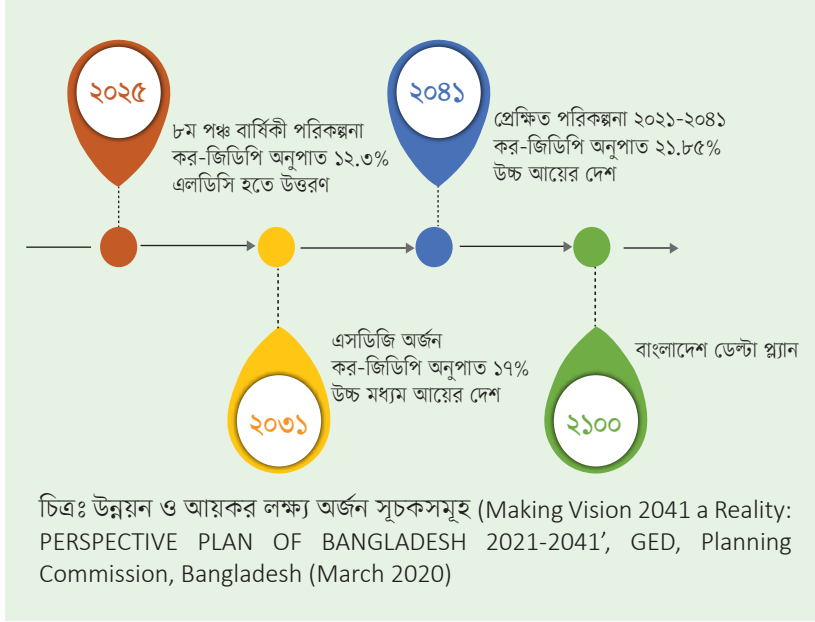 ২০২৫
৮ম পঞ্চ বার্ষিকী পরিকল্পনা
কর-জিডিপি অনুপাত ১২.৩%
এলডিসি হতে উত্তরণ
২০৪১
প্রেক্ষিত পরিকল্পনা ২০২১-২০৪১
কর-জিডিপি অনুপাত ২১.৮৫%
উচ্চ আয়ের দেশ
২০৩১
এসডিজি অর্জন
কর-জিডিপি অনুপাত ১৭%
উচ্চ মধ্যম আয়ের দেশ
২১০০
বাংলাদেশ ডেল্টা প্ল্যান
চিত্রঃ উন্নয়ন ও আয়কর লক্ষ্য অর্জন সূচকসমূহ (Making Vision 2041 a Reality:
PERSPECTIVE PLAN OF BANGLADESH 2021-2041’, GED, Planning
Commission, Bangladesh (March 2020)